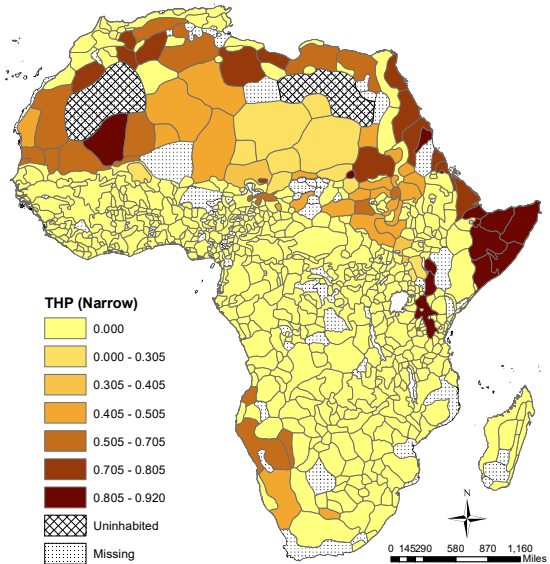 THP (Narrow)
0.000
0.000 - 0.305
0.305 - 0.405
0.405 - 0.505
0.505 - 0.705
0.705 - 0.805
0.805 - 0.920
Uninhabited
Missing
N
0 145290 580 870 1,160
Miles